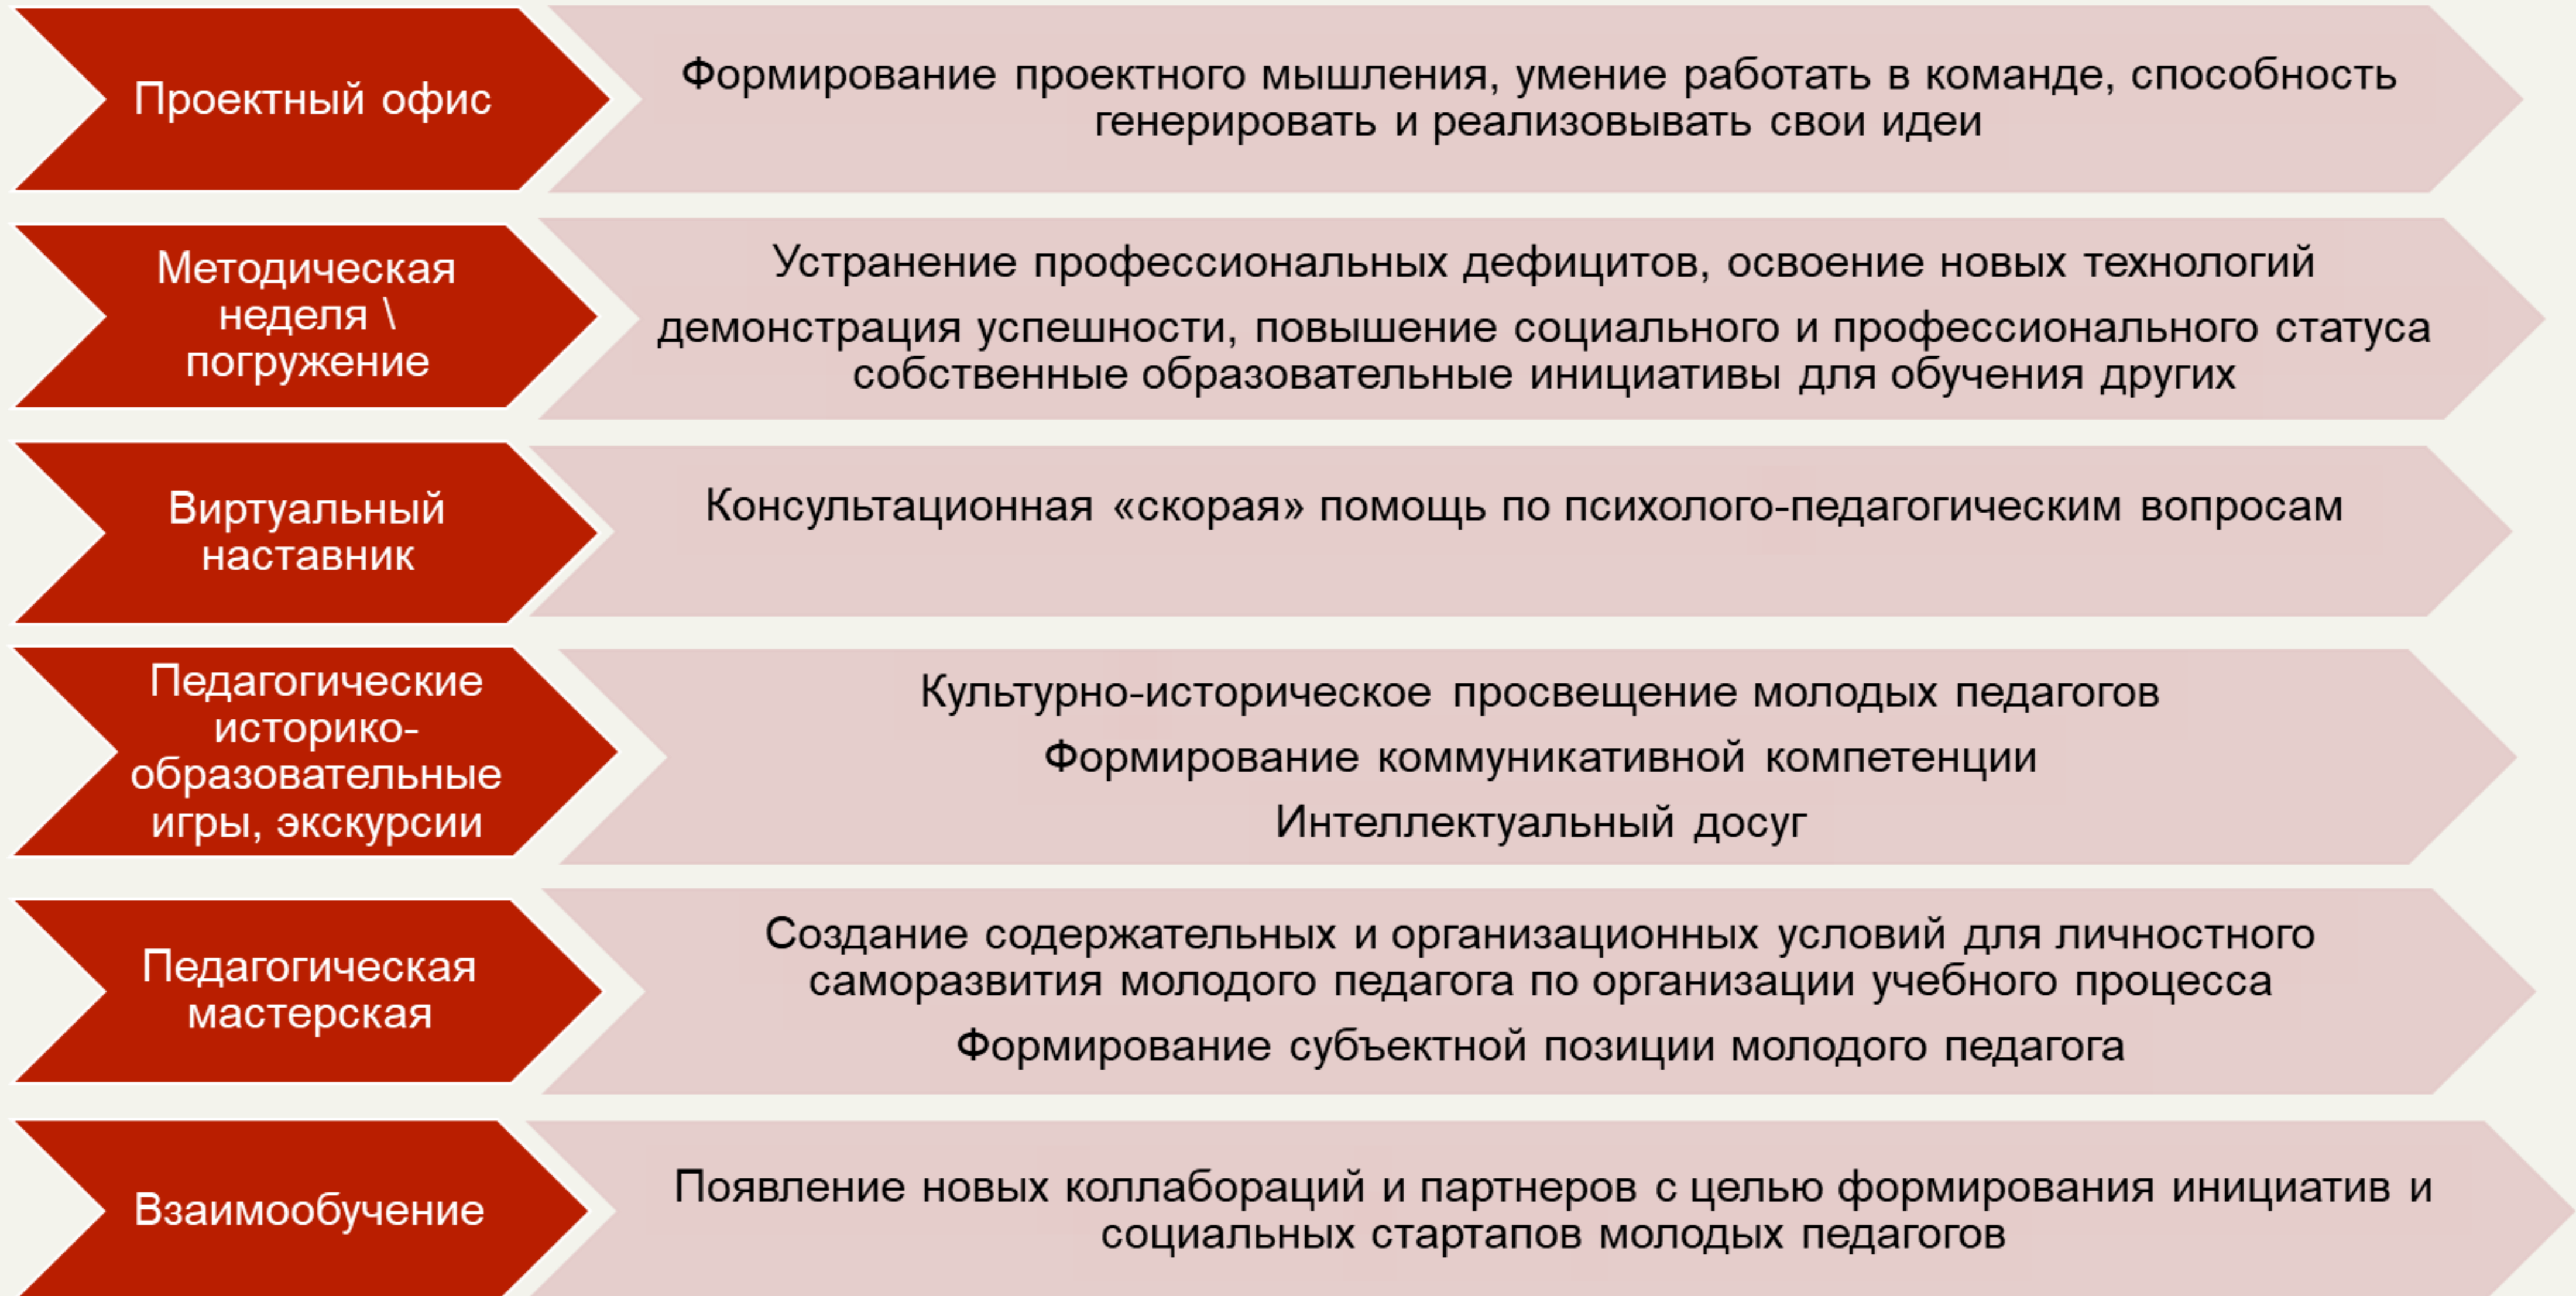 Проектный офис
Формирование проектного мышления, умение работать в команде, способность
генерировать и реализовывать свои идеи
Методическая
неделя \
погружение
Устранение профессиональных дефицитов, освоение новых технологий
демонстрация успешности, повышение социального и профессионального статуса
собственные образовательные инициативы для обучения других
Виртуальный
наставник
Консультационная «скорая» помощь по психолого-педагогическим вопросам
Педагогические
историко-
образовательные
игры, экскурсии
Культурно-историческое просвещение молодых педагогов
Формирование коммуникативной компетенции
Интеллектуальный досуг
Педагогическая
мастерская
Создание содержательных и организационных условий для личностного
саморазвития молодого педагога по организации учебного процесса
Формирование субъектной позиции молодого педагога
Взаимообучение
Появление новых коллабораций и партнеров с целью формирования инициатив и
социальных стартапов молодых педагогов